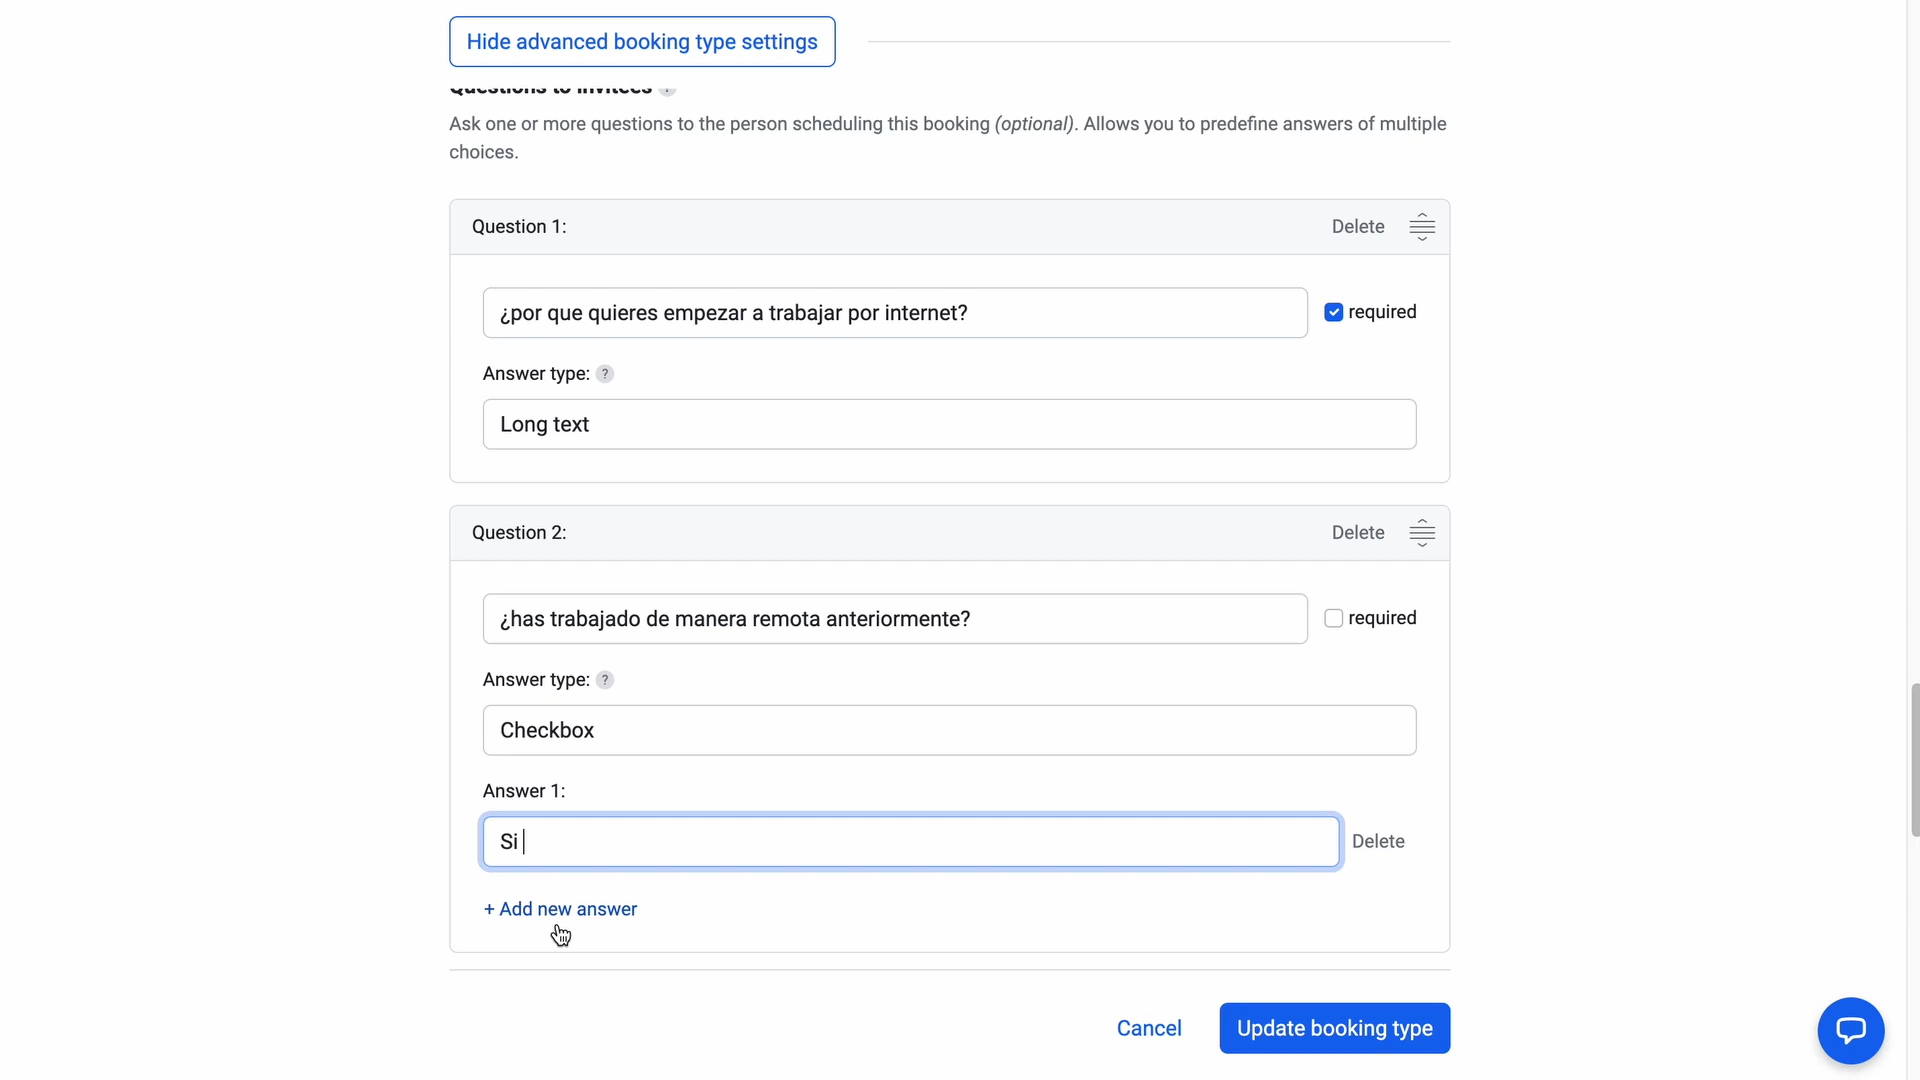 Hide advanced booking type settings
Questions to invitees ?
Ask one or more questions to the person scheduling this booking (optional). Allows you to predefine answers of multiple
choices.
Question 1:
Delete
¿por que quieres empezar a trabajar por internet?
required
Answer type: ?
Long text
Question 2:
Delete
¿has trabajado de manera remota anteriormente?
required
Answer type: ?
Checkbox
Answer 1:
Si
Delete
+ Add new answer
Cancel
Update booking type